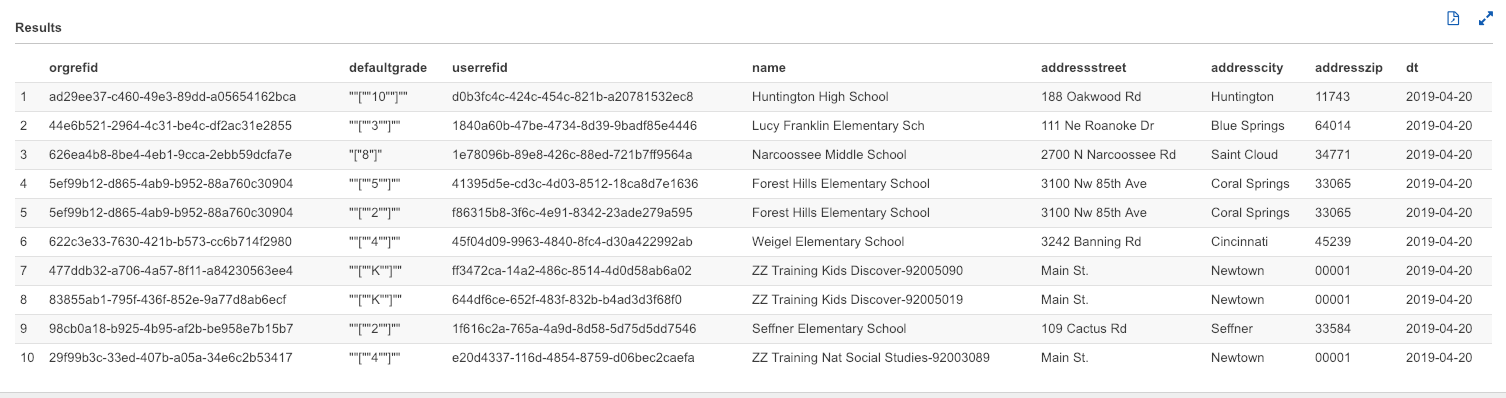 Results
orgrefid defaultgrade userrefid name addressstreet addresscity addresszip dt
1 ad29ee37-c460-49e3-89dd-a05654162bca ""[""10""]"" d0b3fc4c-424c-454c-821b-a20781532ec8 Huntington High School 188 Oakwood Rd Huntington 11743 2019-04-20
2 44e6b521-2964-4c31-be4c-df2ac31e2855 ""[""3""]"" 1840a60b-47be-4734-8d39-9badf85e4446 Lucy Franklin Elementary Sch 111 Ne Roanoke Dr Blue Springs 64014 2019-04-20
3 626ea4b8-8be4-4eb1-9cca-2ebb59dcfa7e "["8"]" 1e78096b-89e8-426c-88ed-721b7ff9564a Narcoossee Middle School 2700 N Narcoossee Rd Saint Cloud 34771 2019-04-20
4 5ef99b12-d865-4ab9-b952-88a760c30904 ""[""5""]"" 41395d5e-cd3c-4d03-8512-18ca8d7e1636 Forest Hills Elementary School 3100 Nw 85th Ave Coral Springs 33065 2019-04-20
5 5ef99b12-d865-4ab9-b952-88a760c30904 ""[""2""]"" f86315b8-3f6c-4e91-8342-23ade279a595 Forest Hills Elementary School 3100 Nw 85th Ave Coral Springs 33065 2019-04-20
6 622c3e33-7630-421b-b573-cc6b714f2980 ""[""4""]"" 45f04d09-9963-4840-8fc4-d30a422992ab Weigel Elementary School 3242 Banning Rd Cincinnati 45239 2019-04-20
7 477ddb32-a706-4a57-8f11-a84230563ee4 ""[""K""]"" ff3472ca-14a2-486c-8514-4d0d58ab6a02 ZZ Training Kids Discover-92005090 Main St. Newtown 00001 2019-04-20
8 83855ab1-795f-436f-852e-9a77d8ab6ecf ""[""K""]"" 644df6ce-652f-483f-832b-b4ad3d3f68f0 ZZ Training Kids Discover-92005019 Main St. Newtown 00001 2019-04-20
9 98cb0a18-b925-4b95-af2b-be958e7b15b7 ""[""2""]"" 1f616c2a-765a-4a9d-8d58-5d75d5dd7546 Seffner Elementary School 109 Cactus Rd Seffner 33584 2019-04-20
10 29f99b3c-33ed-407b-a05a-34e6c2b53417 ""[""4""]"" e20d4337-116d-4854-8759-d06bec2caefa ZZ Training Nat Social Studies-92003089 Main St. Newtown 00001 2019-04-20